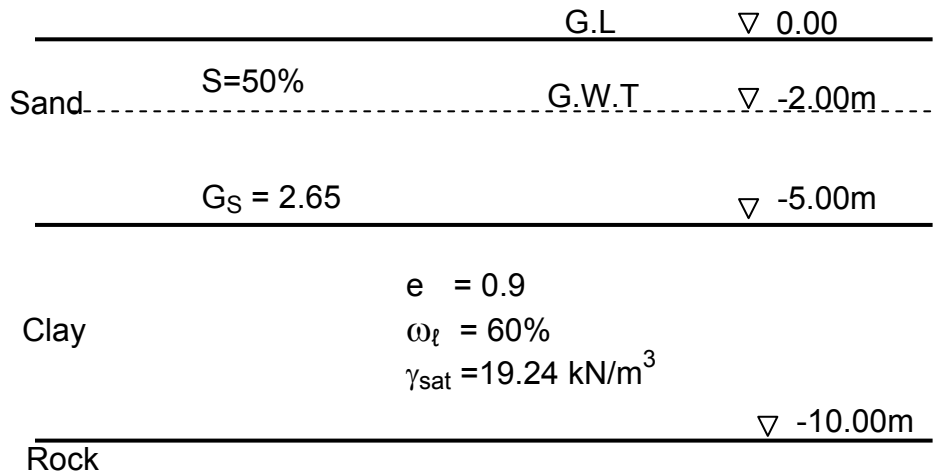 G.L ▽ 0.00
S=50%
Sand G.W.T ▽ -2.00m
G_S = 2.65 ▽ -5.00m
e = 0.9
Clay ω_ℓ = 60%
γ_sat =19.24 kN/m³
▽ -10.00m
Rock